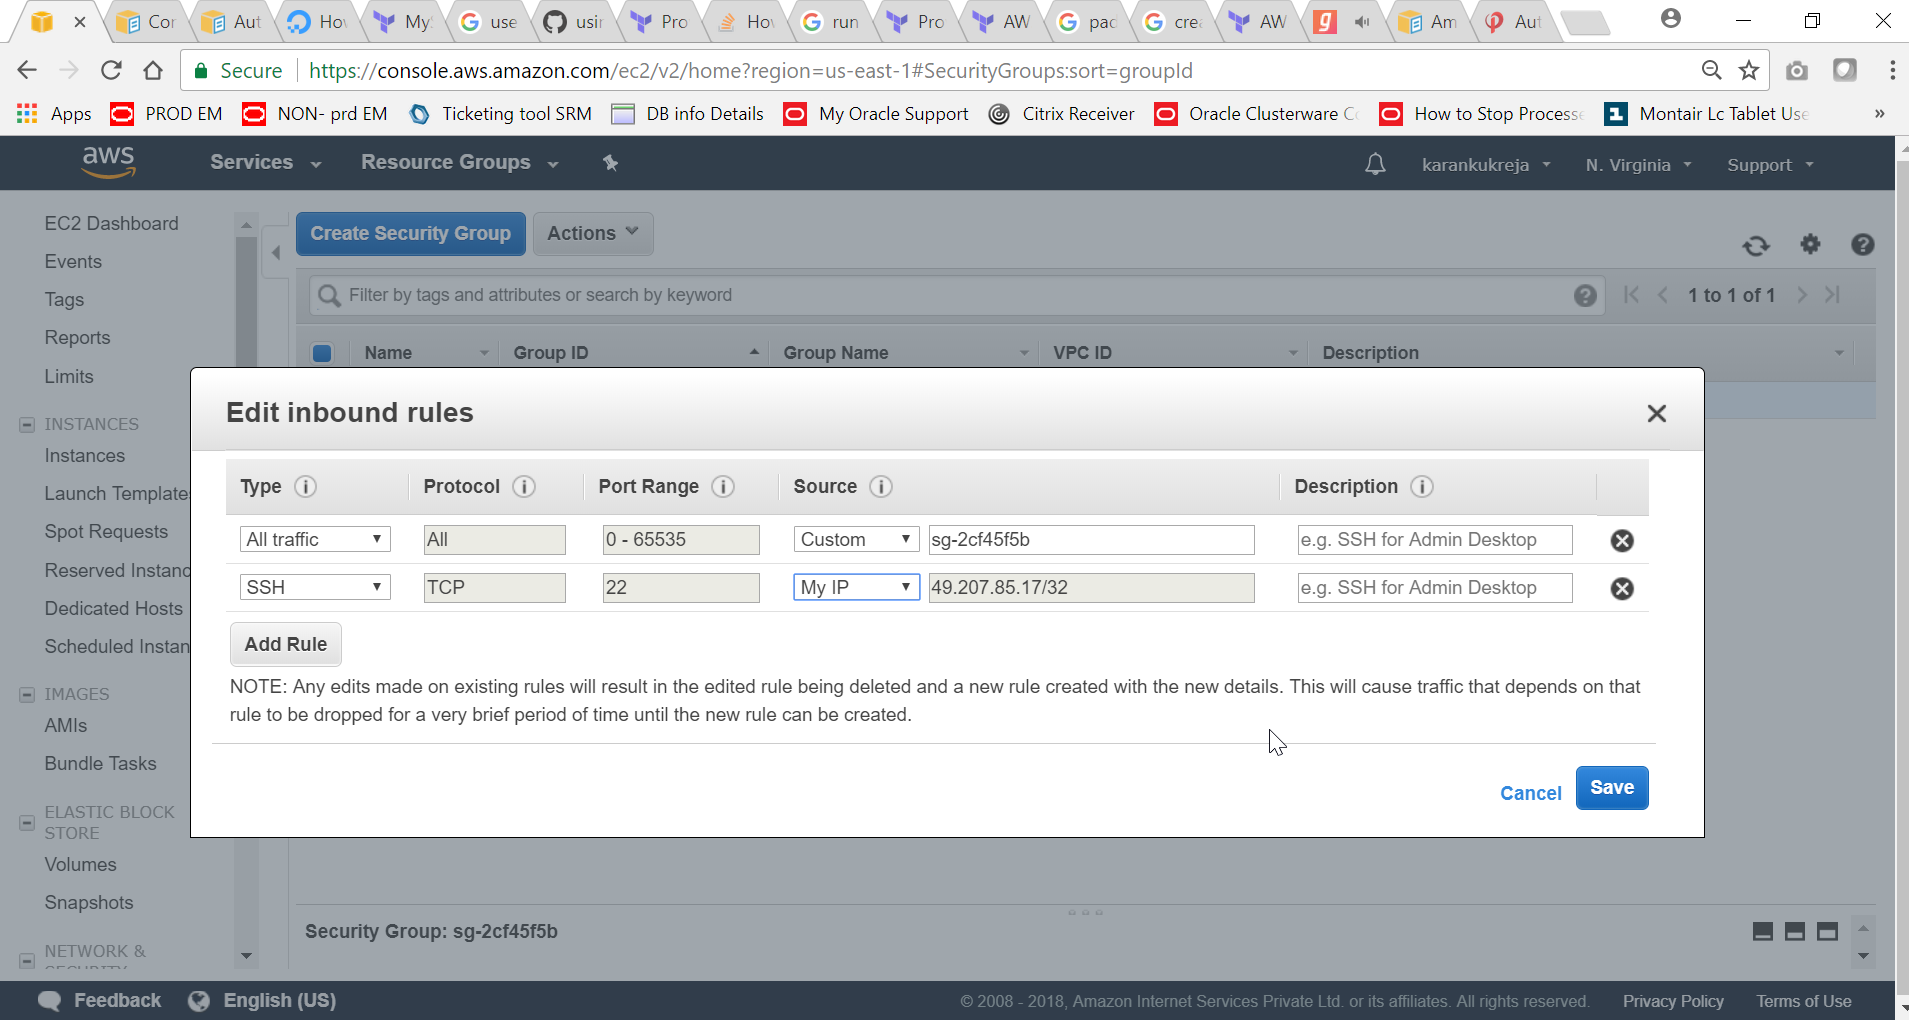 Cor
Aut
Hov
My
use
usir
Pro
Hov
run
Pro
AW
pac
crea
AW
Am
Aut
Secure
https://console.aws.amazon.com/ec2/v2/home?region=us-east-1#SecurityGroups:sort=groupId
Apps PROD EM NON- prd EM Ticketing tool SRM DB info Details My Oracle Support Citrix Receiver Oracle Clusterware C How to Stop Processe Montair Lc Tablet Use »
aws Services Resource Groups karankukreja N. Virginia Support
EC2 Dashboard
Events
Tags
Reports
Limits
INSTANCES
Instances
Launch Template
Spot Requests
Reserved Instanc
Dedicated Hosts
Scheduled Instan
IMAGES
AMIs
Bundle Tasks
ELASTIC BLOCK
STORE
Volumes
Snapshots
NETWORK &
SECURITY
Create Security Group Actions
Filter by tags and attributes or search by keyword 1 to 1 of 1
Name Group ID Group Name VPC ID Description
Edit inbound rules
Type Protocol Port Range Source Description
All traffic All 0 - 65535 Custom sg-2cf45f5b e.g. SSH for Admin Desktop
SSH TCP 22 My IP 49.207.85.17/32 e.g. SSH for Admin Desktop
Add Rule
NOTE: Any edits made on existing rules will result in the edited rule being deleted and a new rule created with the new details. This will cause traffic that depends on that
rule to be dropped for a very brief period of time until the new rule can be created.
Cancel Save
Security Group: sg-2cf45f5b
Feedback English (US) © 2008 - 2018, Amazon Internet Services Private Ltd. or its affiliates. All rights reserved. Privacy Policy Terms of Use